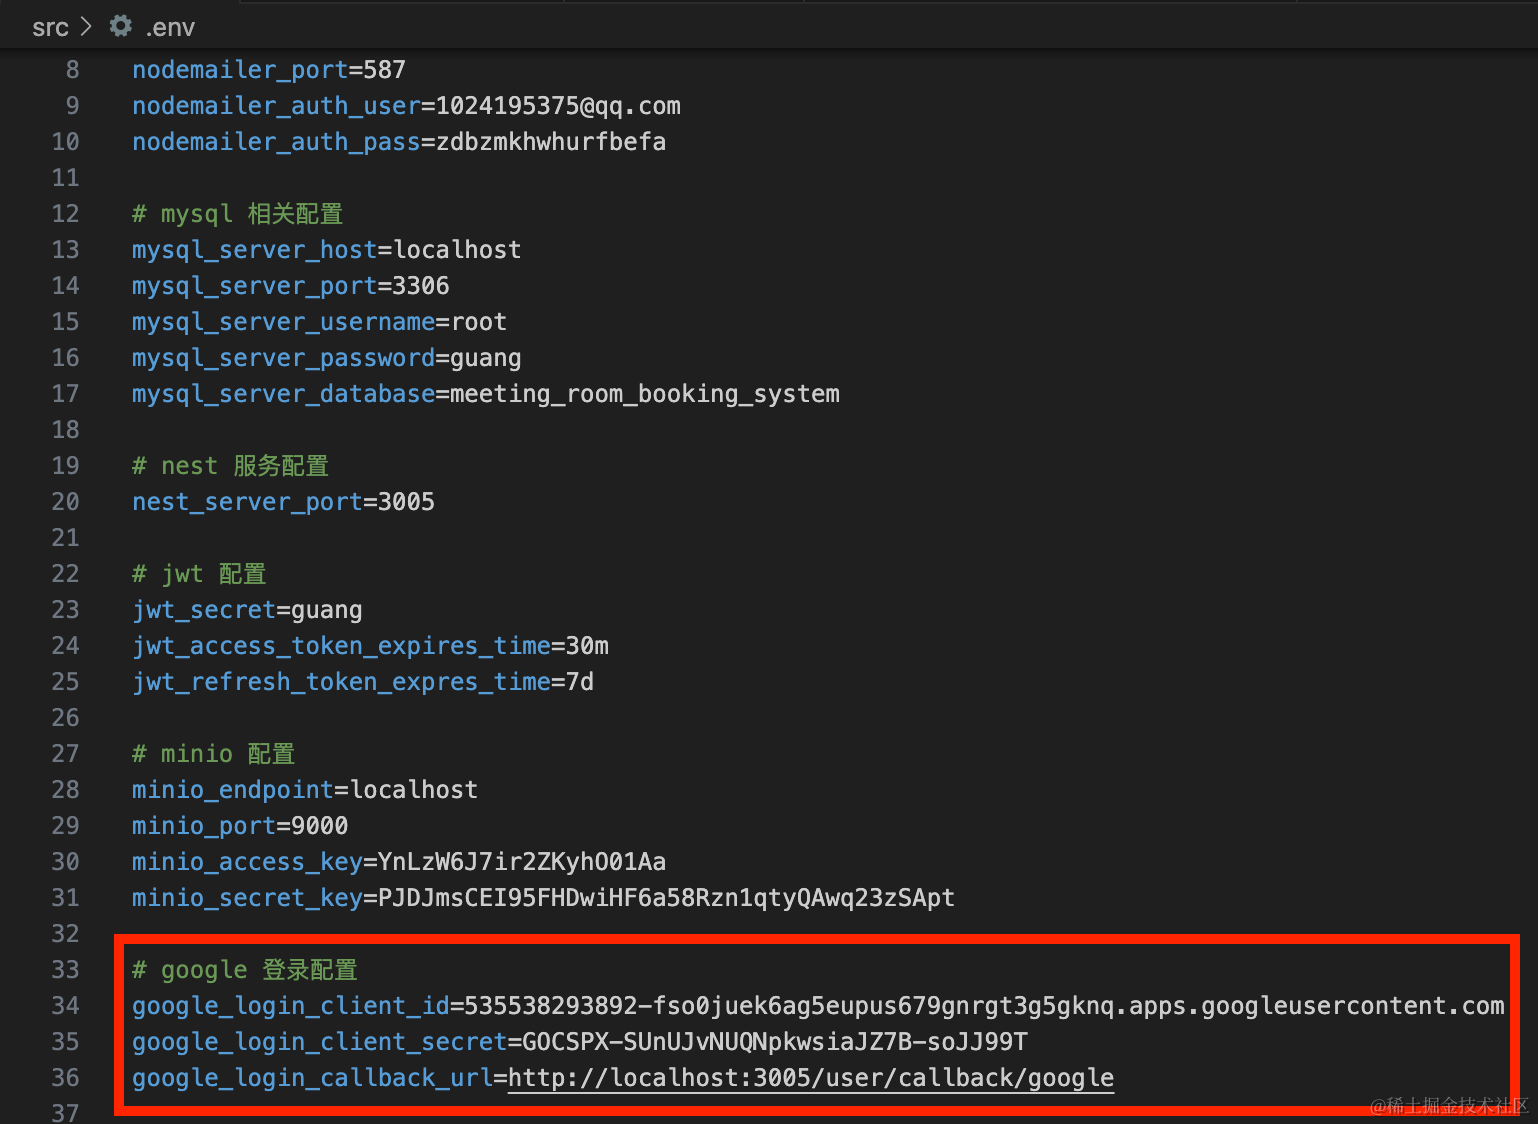 src > .env
8 nodemailer_port=587
9 nodemailer_auth_user=1024195375@qq.com
10 nodemailer_auth_pass=zdbzmkhwhurfbefa
11
12 # mysql 相关配置
13 mysql_server_host=localhost
14 mysql_server_port=3306
15 mysql_server_username=root
16 mysql_server_password=guang
17 mysql_server_database=meeting_room_booking_system
18
19 # nest 服务配置
20 nest_server_port=3005
21
22 # jwt 配置
23 jwt_secret=guang
24 jwt_access_token_expires_time=30m
25 jwt_refresh_token_expres_time=7d
26
27 # minio 配置
28 minio_endpoint=localhost
29 minio_port=9000
30 minio_access_key=YnLzW6J7ir2ZKyhO01Aa
31 minio_secret_key=PJDJmsCEI95FHDwiHF6a58Rzn1qtyQAwq23zSApt
32
33 # google 登录配置
34 google_login_client_id=535538293892-fso0juek6ag5eupus679gnrgt3g5gknq.apps.googleusercontent.com
35 google_login_client_secret=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
36 google_login_callback_url=http://localhost:3005/user/callback/google
37
@稀土掘金技术社区